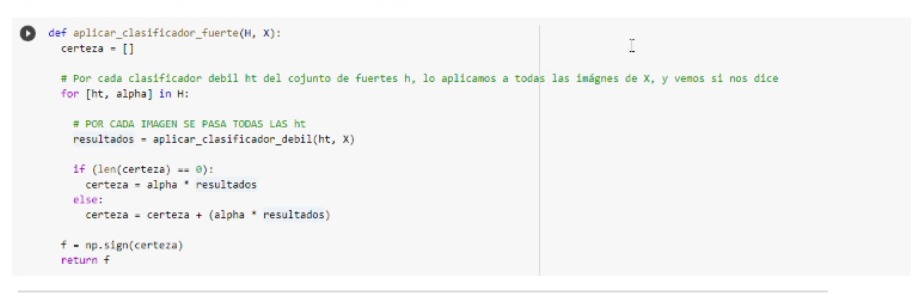 def aplicar_clasificador_fuerte(H, X):
certeza = []
# Por cada clasificador debil ht del cojunto de fuertes h, lo aplicamos a todas las imágnes de X, y vemos si nos dice
for [ht, alpha] in H:
# POR CADA IMAGEN SE PASA TODAS LAS ht
resultados = aplicar_clasificador_debil(ht, X)
if (len(certeza) == 0):
certeza = alpha * resultados
else:
certeza = certeza + (alpha * resultados)
f = np.sign(certeza)
return f